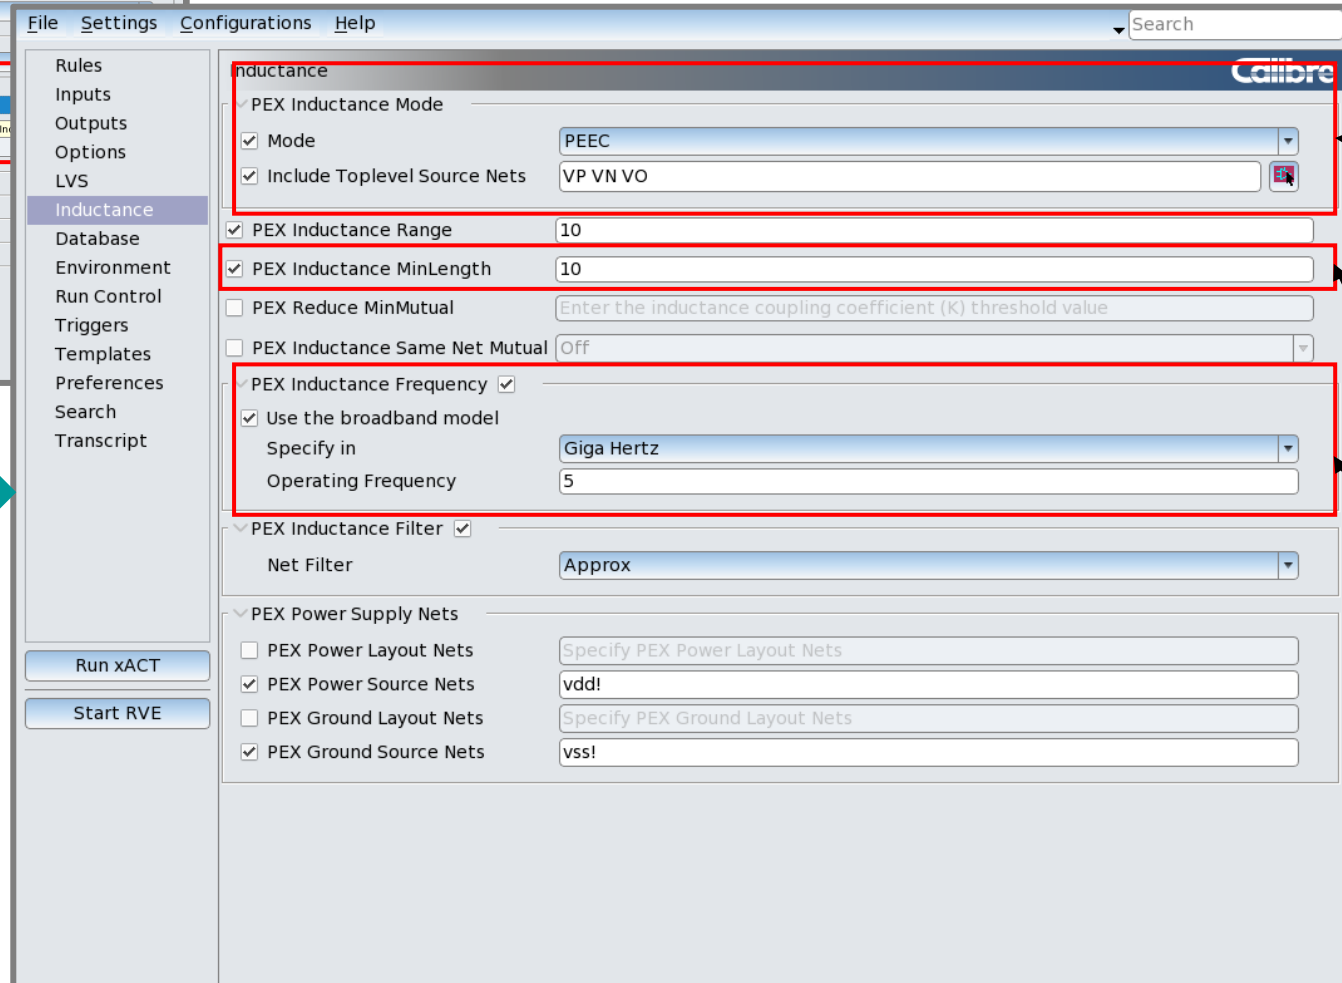 File Settings Configurations Help Search
Rules
Inputs
Outputs
Options
LVS
Inductance
Database
Environment
Run Control
Triggers
Templates
Preferences
Search
Transcript
Run xACT
Start RVE
Inductance Calibre
PEX Inductance Mode
Mode PEEC
Include Toplevel Source Nets VP VN VO
PEX Inductance Range 10
PEX Inductance MinLength 10
PEX Reduce MinMutual Enter the inductance coupling coefficient (K) threshold value
PEX Inductance Same Net Mutual Off
PEX Inductance Frequency
Use the broadband model
Specify in Giga Hertz
Operating Frequency 5
PEX Inductance Filter
Net Filter Approx
PEX Power Supply Nets
PEX Power Layout Nets Specify PEX Power Layout Nets
PEX Power Source Nets vdd!
PEX Ground Layout Nets Specify PEX Ground Layout Nets
PEX Ground Source Nets vss!